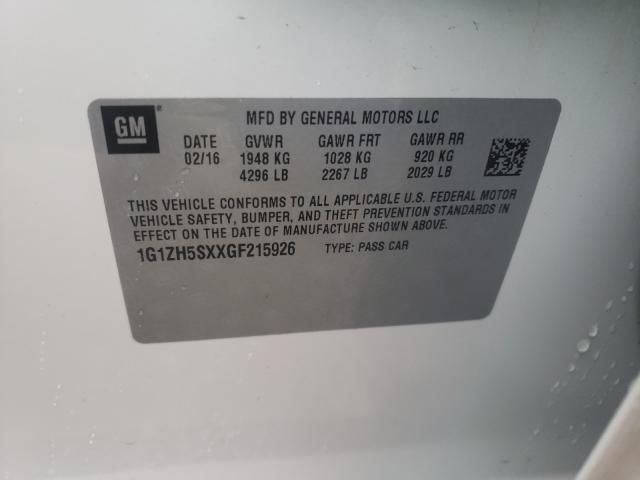 GM
MFD BY GENERAL MOTORS LLC
DATE GVWR GAWR FRT GAWR RR
02/16 1948 KG 1028 KG 920 KG
4296 LB 2267 LB 2029 LB
THIS VEHICLE CONFORMS TO ALL APPLICABLE U.S. FEDERAL MOTOR
VEHICLE SAFETY, BUMPER, AND THEFT PREVENTION STANDARDS IN
EFFECT ON THE DATE OF MANUFACTURE SHOWN ABOVE.
1G1ZH5SXXGF215926 TYPE: PASS CAR